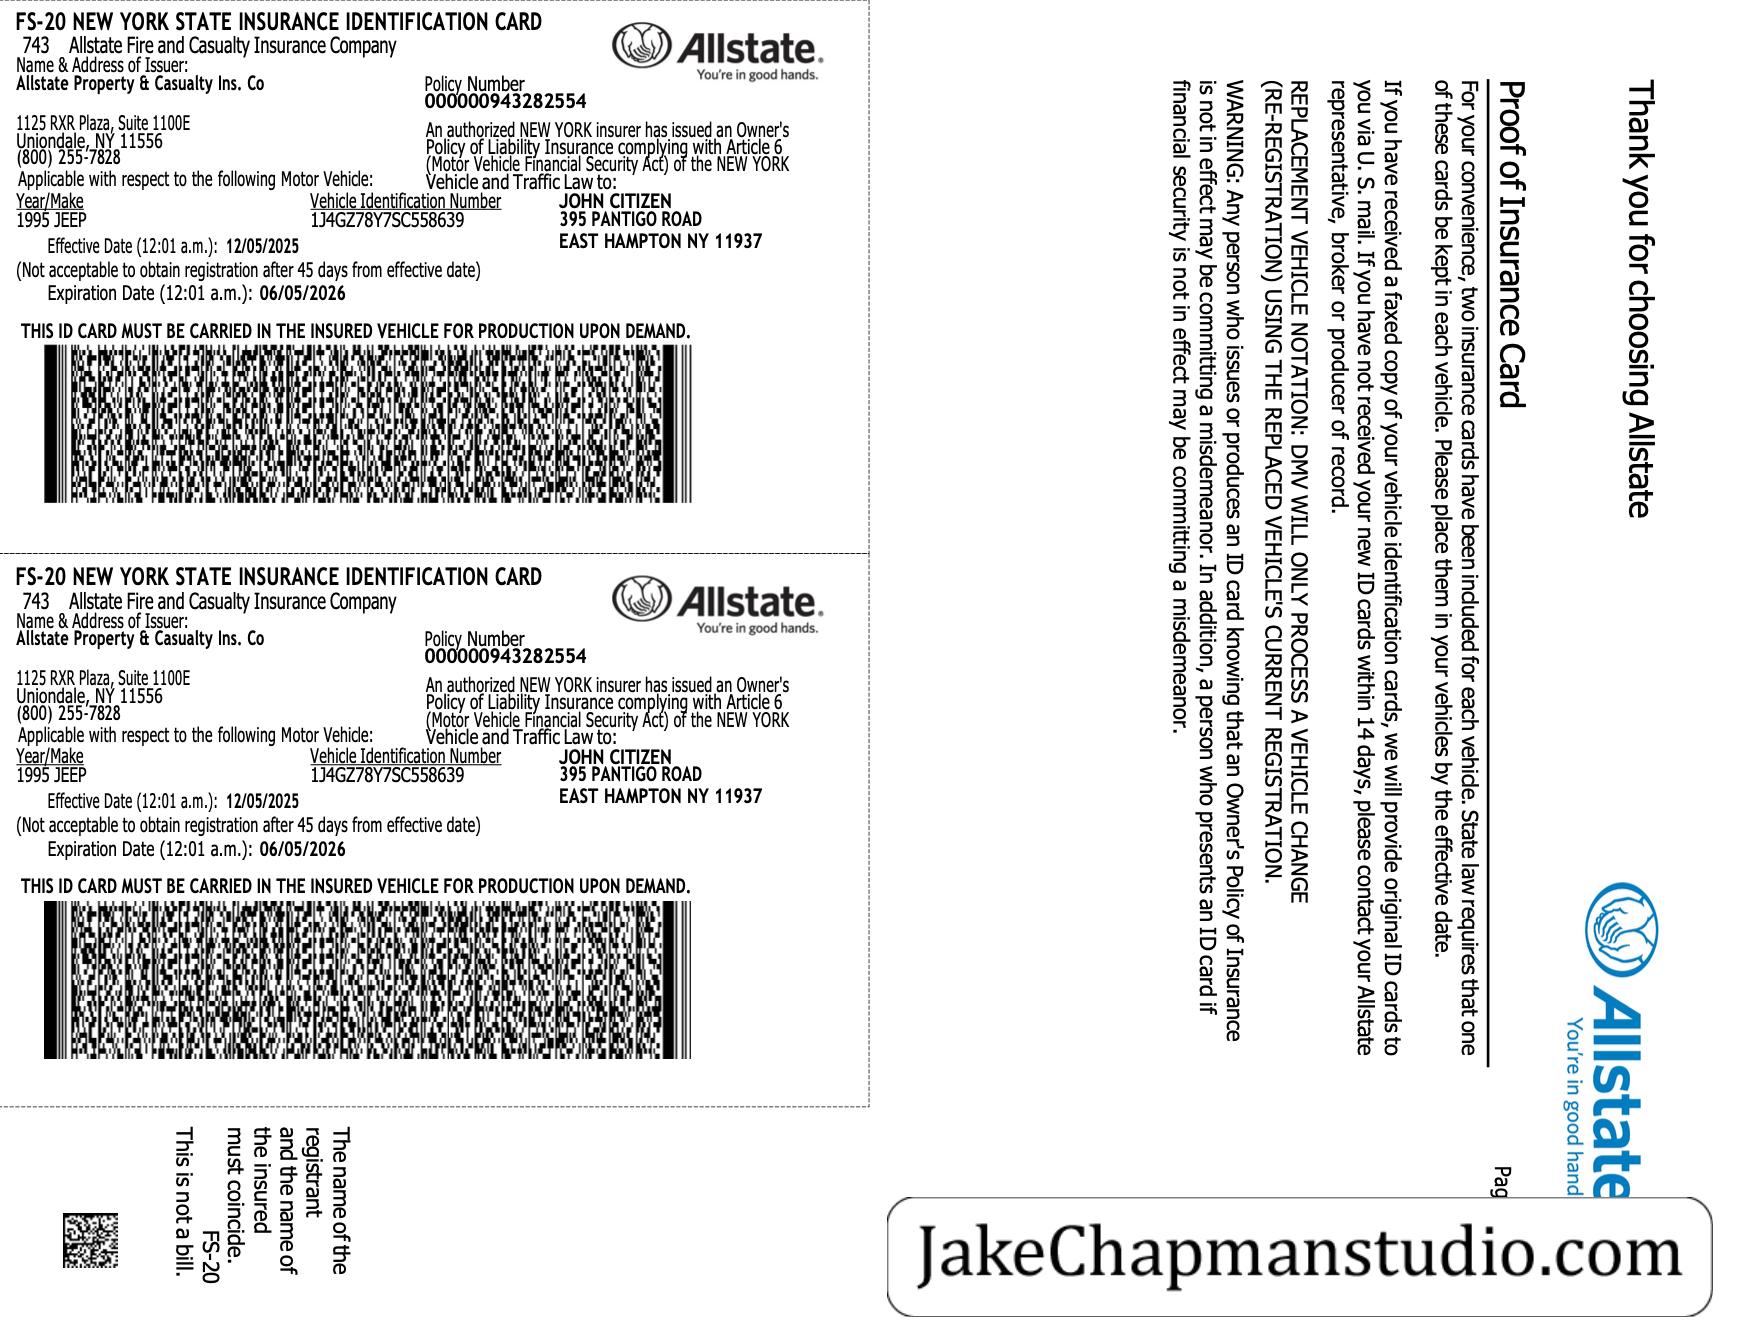 FS-20 NEW YORK STATE INSURANCE IDENTIFICATION CARD
743 Allstate Fire and Casualty Insurance Company
Name & Address of Issuer:
Allstate Property & Casualty Ins. Co
Allstate.
You're in good hands.
Policy Number
000000943282554
1125 RXR Plaza, Suite 1100E
Uniondale, NY 11556
(800) 255-7828
An authorized NEW YORK insurer has issued an Owner's
Policy of Liability Insurance complying with Article 6
(Motor Vehicle Financial Security Act) of the NEW YORK
Vehicle and Traffic Law to:
Applicable with respect to the following Motor Vehicle:
Year/Make
1995 JEEP
Vehicle Identification Number
1J4GZ78Y7SC558639
JOHN CITIZEN
395 PANTIGO ROAD
EAST HAMPTON NY 11937
Effective Date (12:01 a.m.): 12/05/2025
(Not acceptable to obtain registration after 45 days from effective date)
Expiration Date (12:01 a.m.): 06/05/2026
THIS ID CARD MUST BE CARRIED IN THE INSURED VEHICLE FOR PRODUCTION UPON DEMAND.
FS-20 NEW YORK STATE INSURANCE IDENTIFICATION CARD
743 Allstate Fire and Casualty Insurance Company
Name & Address of Issuer:
Allstate Property & Casualty Ins. Co
Allstate.
You're in good hands.
Policy Number
000000943282554
1125 RXR Plaza, Suite 1100E
Uniondale, NY 11556
(800) 255-7828
An authorized NEW YORK insurer has issued an Owner's
Policy of Liability Insurance complying with Article 6
(Motor Vehicle Financial Security Act) of the NEW YORK
Vehicle and Traffic Law to:
Applicable with respect to the following Motor Vehicle:
Year/Make
1995 JEEP
Vehicle Identification Number
1J4GZ78Y7SC558639
JOHN CITIZEN
395 PANTIGO ROAD
EAST HAMPTON NY 11937
Effective Date (12:01 a.m.): 12/05/2025
(Not acceptable to obtain registration after 45 days from effective date)
Expiration Date (12:01 a.m.): 06/05/2026
THIS ID CARD MUST BE CARRIED IN THE INSURED VEHICLE FOR PRODUCTION UPON DEMAND.
The name of the
registrant
and the name of
the insured
must coincide.
FS-20
This is not a bill.
Thank you for choosing Allstate
Allstate
You're in good hand
Pag
Proof of Insurance Card
For your convenience, two insurance cards have been included for each vehicle. State law requires that one
of these cards be kept in each vehicle. Please place them in your vehicles by the effective date.
If you have received a faxed copy of your vehicle identification cards, we will provide original ID cards to
you via U. S. mail. If you have not received your new ID cards within 14 days, please contact your Allstate
representative, broker or producer of record.
REPLACEMENT VEHICLE NOTATION: DMV WILL ONLY PROCESS A VEHICLE CHANGE
(RE-REGISTRATION) USING THE REPLACED VEHICLE'S CURRENT REGISTRATION.
WARNING: Any person who issues or produces an ID card knowing that an Owner's Policy of Insurance
is not in effect may be committing a misdemeanor. In addition, a person who presents an ID card if
financial security is not in effect may be committing a misdemeanor.
JakeChapmanstudio.com